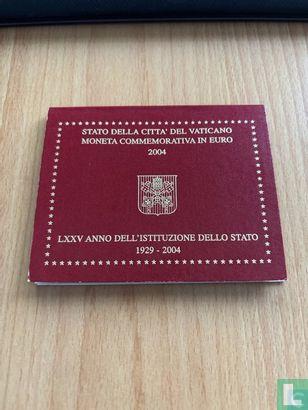 STATO DELLA CITTA' DEL VATICANO
MONETA COMMEMORATIVA IN EURO
2004
LXXV ANNO DELL'ISTITUZIONE DELLO STATO
1929 - 2004